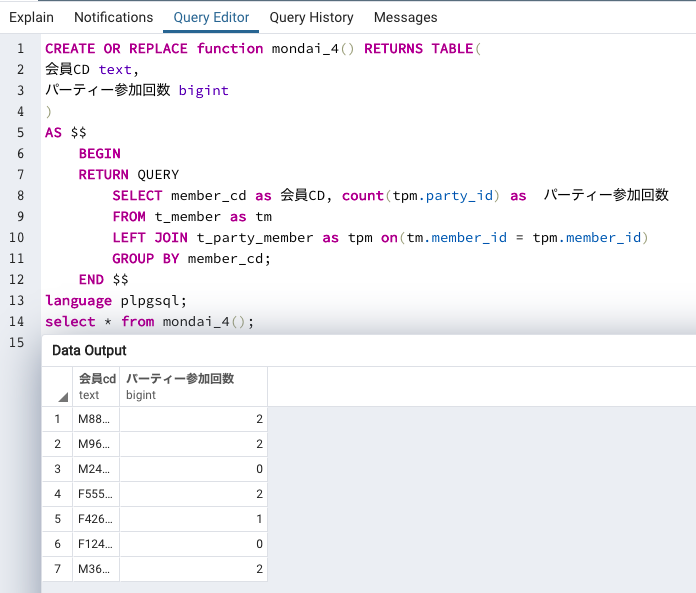 Explain Notifications Query Editor Query History Messages
1 CREATE OR REPLACE function mondai_4() RETURNS TABLE(
2 会員CD text,
3 パーティー参加回数 bigint
4 )
5 AS $$
6 BEGIN
7 RETURN QUERY
8 SELECT member_cd as 会員CD, count(tpm.party_id) as パーティー参加回数
9 FROM t_member as tm
10 LEFT JOIN t_party_member as tpm on(tm.member_id = tpm.member_id)
11 GROUP BY member_cd;
12 END $$
13 language plpgsql;
14 select * from mondai_4();
15
Data Output
会員cd パーティー参加回数
text bigint
1 M88... 2
2 M96... 2
3 M24... 0
4 F555... 2
5 F426... 1
6 F124... 0
7 M36... 2